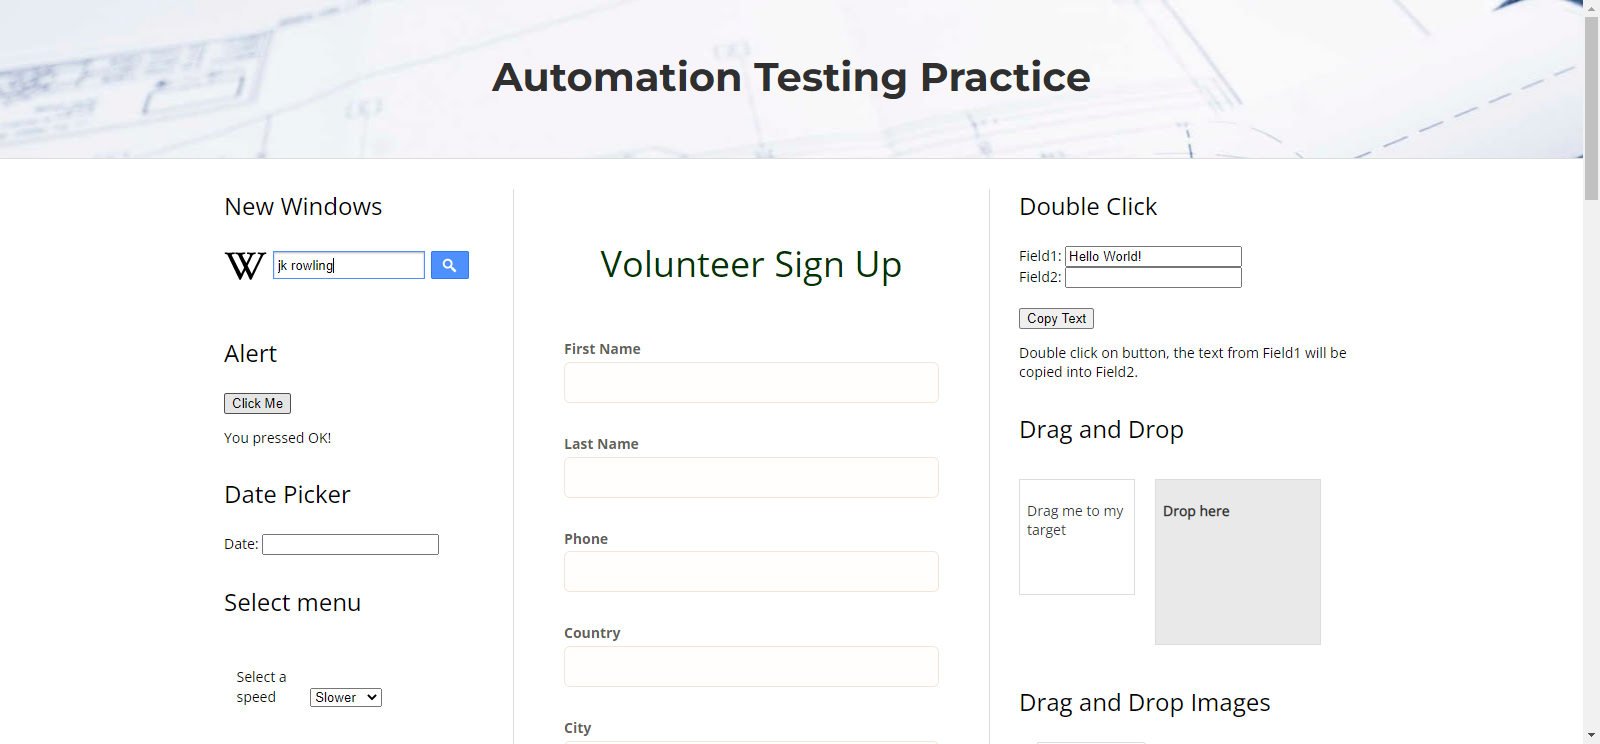 Automation Testing Practice
New Windows
W
jk rowling
Alert
Click Me
You pressed OK!
Date Picker
Date:
Select menu
Select a
speed
Slower
Volunteer Sign Up
First Name
Last Name
Phone
Country
City
Double Click
Field1: Hello World!
Field2:
Copy Text
Double click on button, the text from Field1 will be
copied into Field2.
Drag and Drop
Drag me to my
target
Drop here
Drag and Drop Images